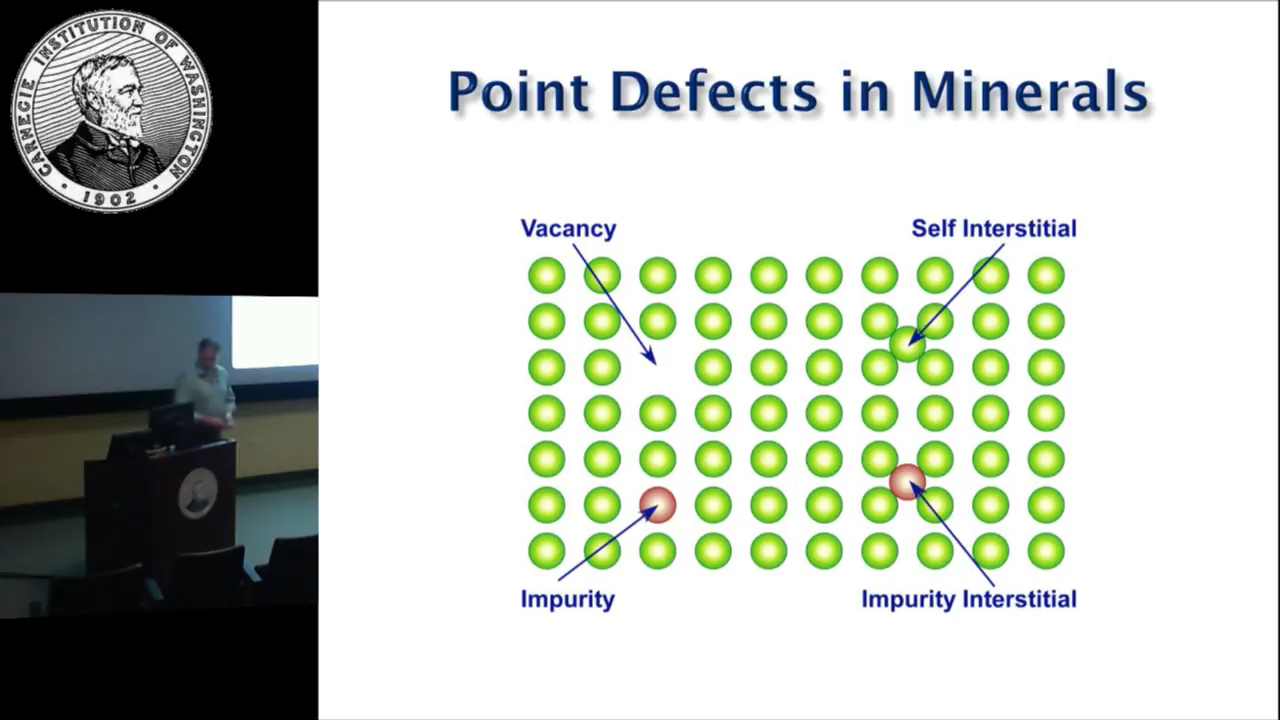 CARNEGIE INSTITUTION OF WASHINGTON
· 1902 ·
Point Defects in Minerals
Vacancy
Self Interstitial
Impurity
Impurity Interstitial